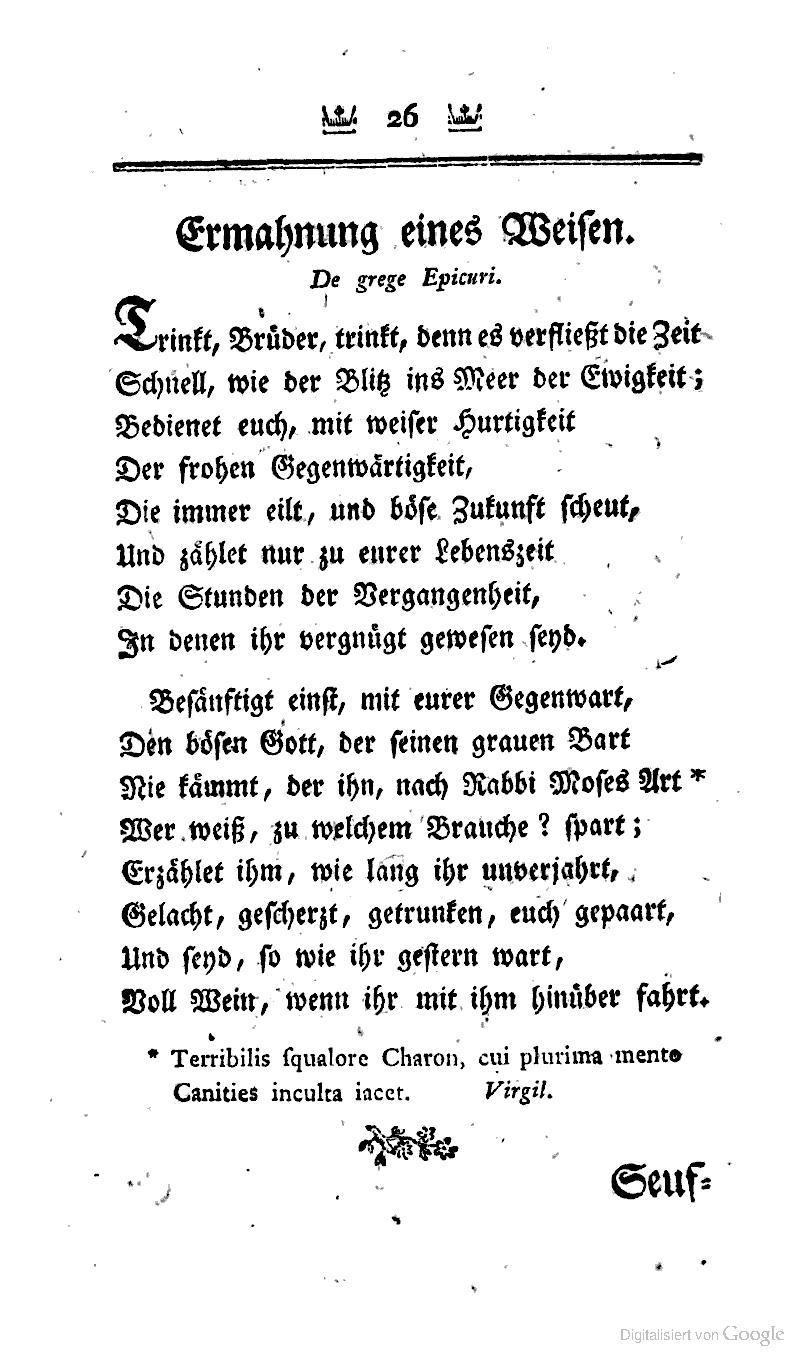 26
Ermahnung eines Weiſen.
De grege Epicuri.
Trinkt, Brüder, trinkt, denn es verfließt die Zeit
Schnell, wie der Blitz ins Meer der Ewigkeit;
Bedienet euch, mit weiſer Hurtigkeit
Der frohen Gegenwärtigkeit,
Die immer eilt, und böſe Zukunft ſcheut,
Und zählet nur zu eurer Lebenszeit
Die Stunden der Vergangenheit,
In denen ihr vergnügt geweſen ſeyd.
Beſänftigt einſt, mit eurer Gegenwart,
Den böſen Gott, der ſeinen grauen Bart
Nie kämmt, der ihn, nach Rabbi Moſes Art *
Wer weiß, zu welchem Brauche? ſpart;
Erzählet ihm, wie lang ihr unverjahrt,
Gelacht, geſcherzt, getrunken, euch gepaart,
Und ſeyd, ſo wie ihr geſtern wart,
Voll Wein, wenn ihr mit ihm hinüber fahrt.
* Terribilis ſqualore Charon, cui plurima mento
Canities inculta iacet. Virgil.
Seuf-
Digitalisiert von Google